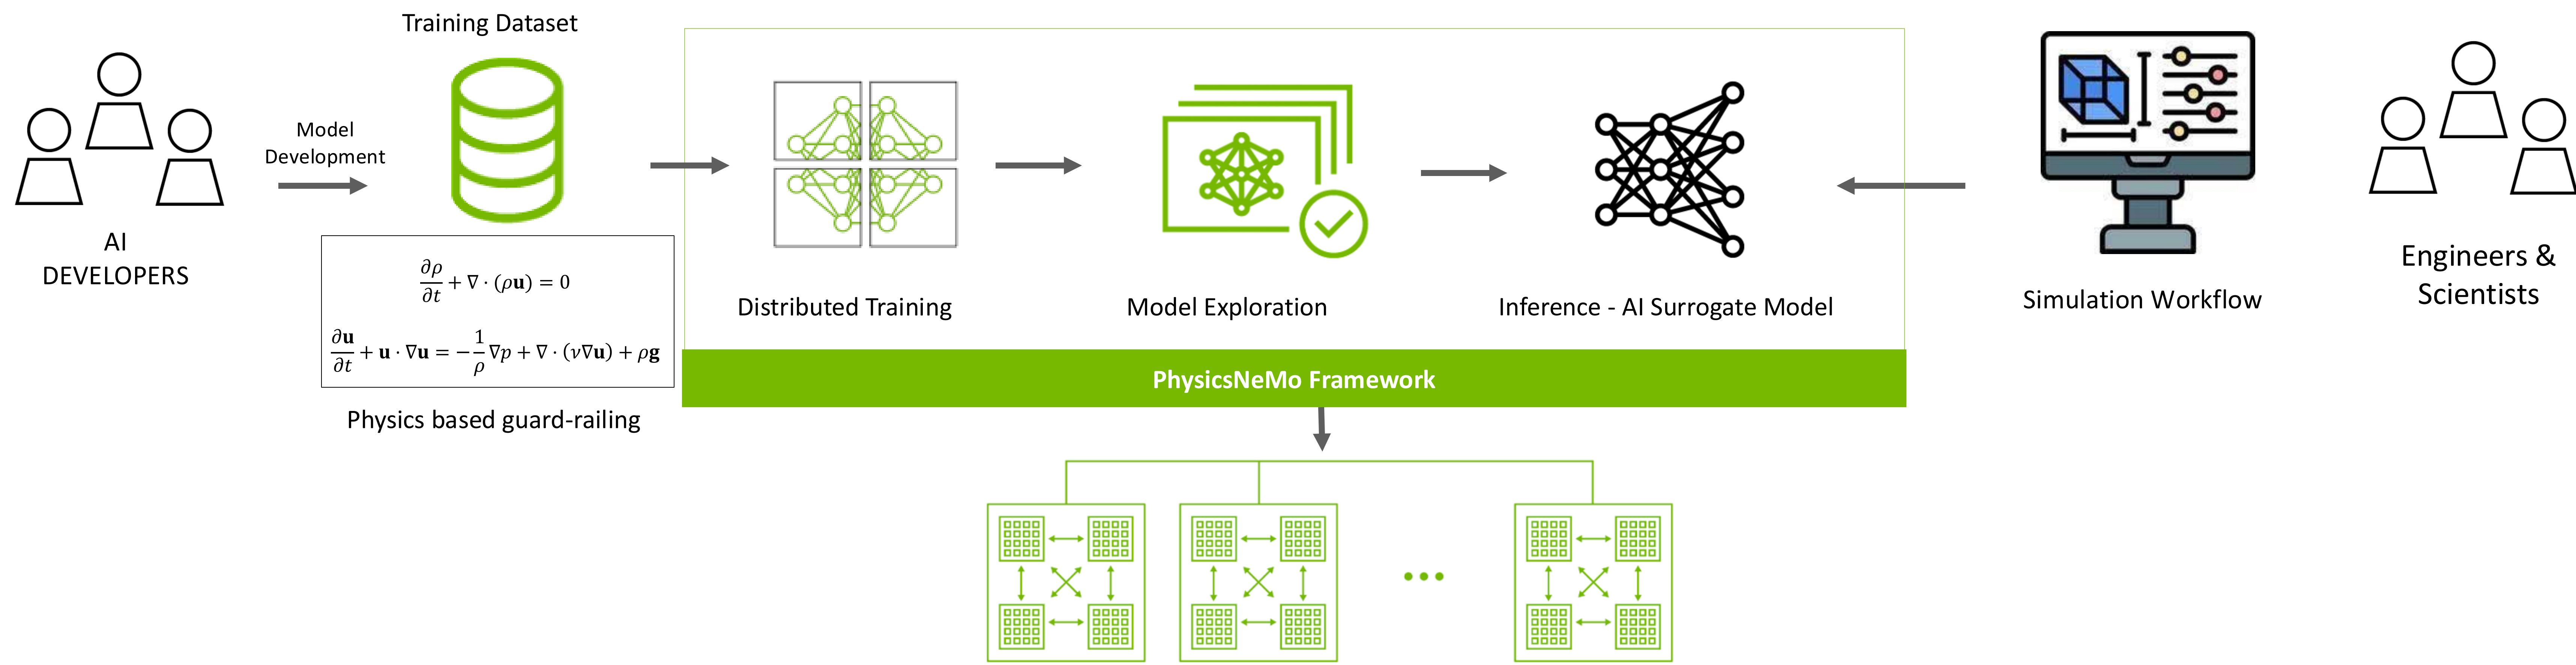 Training Dataset
Model
Development
AI
DEVELOPERS
∂ρ/∂t + ∇ · (ρ𝐮) = 0
∂𝐮/∂t + 𝐮 · ∇𝐮 = −1/ρ ∇p + ∇ · (ν∇𝐮) + ρ𝐠
Physics based guard-railing
Distributed Training
Model Exploration
Inference - AI Surrogate Model
PhysicsNeMo Framework
Simulation Workflow
Engineers &
Scientists